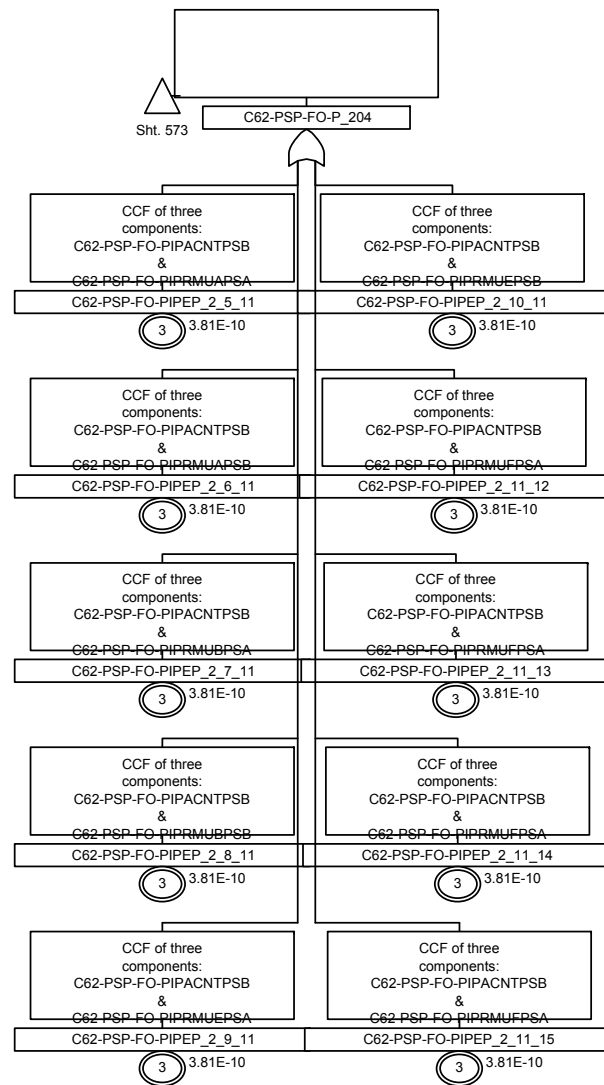 C62-PSP-FO-P_204
Sht. 573
CCF of three
components:
C62-PSP-FO-PIPACNTPSB
&
C62-PSP-FO-PIPRMUAPSA
C62-PSP-FO-PIPEP_2_5_11
3
3.81E-10
CCF of three
components:
C62-PSP-FO-PIPACNTPSB
&
C62-PSP-FO-PIPRMUEPSB
C62-PSP-FO-PIPEP_2_10_11
3
3.81E-10
CCF of three
components:
C62-PSP-FO-PIPACNTPSB
&
C62-PSP-FO-PIPRMUAPSB
C62-PSP-FO-PIPEP_2_6_11
3
3.81E-10
CCF of three
components:
C62-PSP-FO-PIPACNTPSB
&
C62-PSP-FO-PIPRMUFPSA
C62-PSP-FO-PIPEP_2_11_12
3
3.81E-10
CCF of three
components:
C62-PSP-FO-PIPACNTPSB
&
C62-PSP-FO-PIPRMUBPSA
C62-PSP-FO-PIPEP_2_7_11
3
3.81E-10
CCF of three
components:
C62-PSP-FO-PIPACNTPSB
&
C62-PSP-FO-PIPRMUFPSA
C62-PSP-FO-PIPEP_2_11_13
3
3.81E-10
CCF of three
components:
C62-PSP-FO-PIPACNTPSB
&
C62-PSP-FO-PIPRMUBPSB
C62-PSP-FO-PIPEP_2_8_11
3
3.81E-10
CCF of three
components:
C62-PSP-FO-PIPACNTPSB
&
C62-PSP-FO-PIPRMUFPSA
C62-PSP-FO-PIPEP_2_11_14
3
3.81E-10
CCF of three
components:
C62-PSP-FO-PIPACNTPSB
&
C62-PSP-FO-PIPRMUEPSA
C62-PSP-FO-PIPEP_2_9_11
3
3.81E-10
CCF of three
components:
C62-PSP-FO-PIPACNTPSB
&
C62-PSP-FO-PIPRMUFPSA
C62-PSP-FO-PIPEP_2_11_15
3
3.81E-10